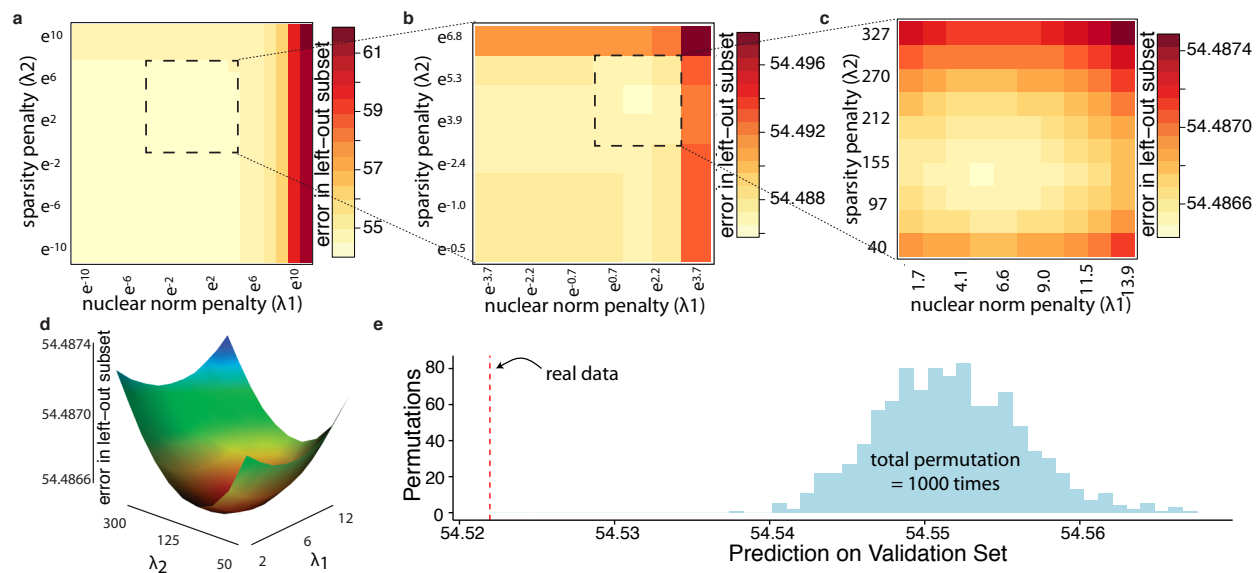 a
sparsity penalty (λ2)
e10
e6
e2
e-2
e-6
e-10
e-10
e-6
e-2
e2
e6
e10
nuclear norm penalty (λ1)
error in left-out subset
61
59
57
55
b
sparsity penalty (λ2)
e6.8
e5.3
e3.9
e-2.4
e-1.0
e-0.5
e-3.7
e-2.2
e-0.7
e0.7
e2.2
e3.7
nuclear norm penalty (λ1)
error in left-out subset
54.496
54.492
54.488
c
sparsity penalty (λ2)
327
270
212
155
97
40
1.7
4.1
6.6
9.0
11.5
13.9
nuclear norm penalty (λ1)
error in left-out subset
54.4874
54.4870
54.4866
d
error in left-out subset
54.4874
54.4870
54.4866
300
125
50
λ2
2
6
12
λ1
e
Permutations
80
60
40
20
0
real data
total permutation
= 1000 times
54.52
54.53
54.54
54.55
54.56
Prediction on Validation Set